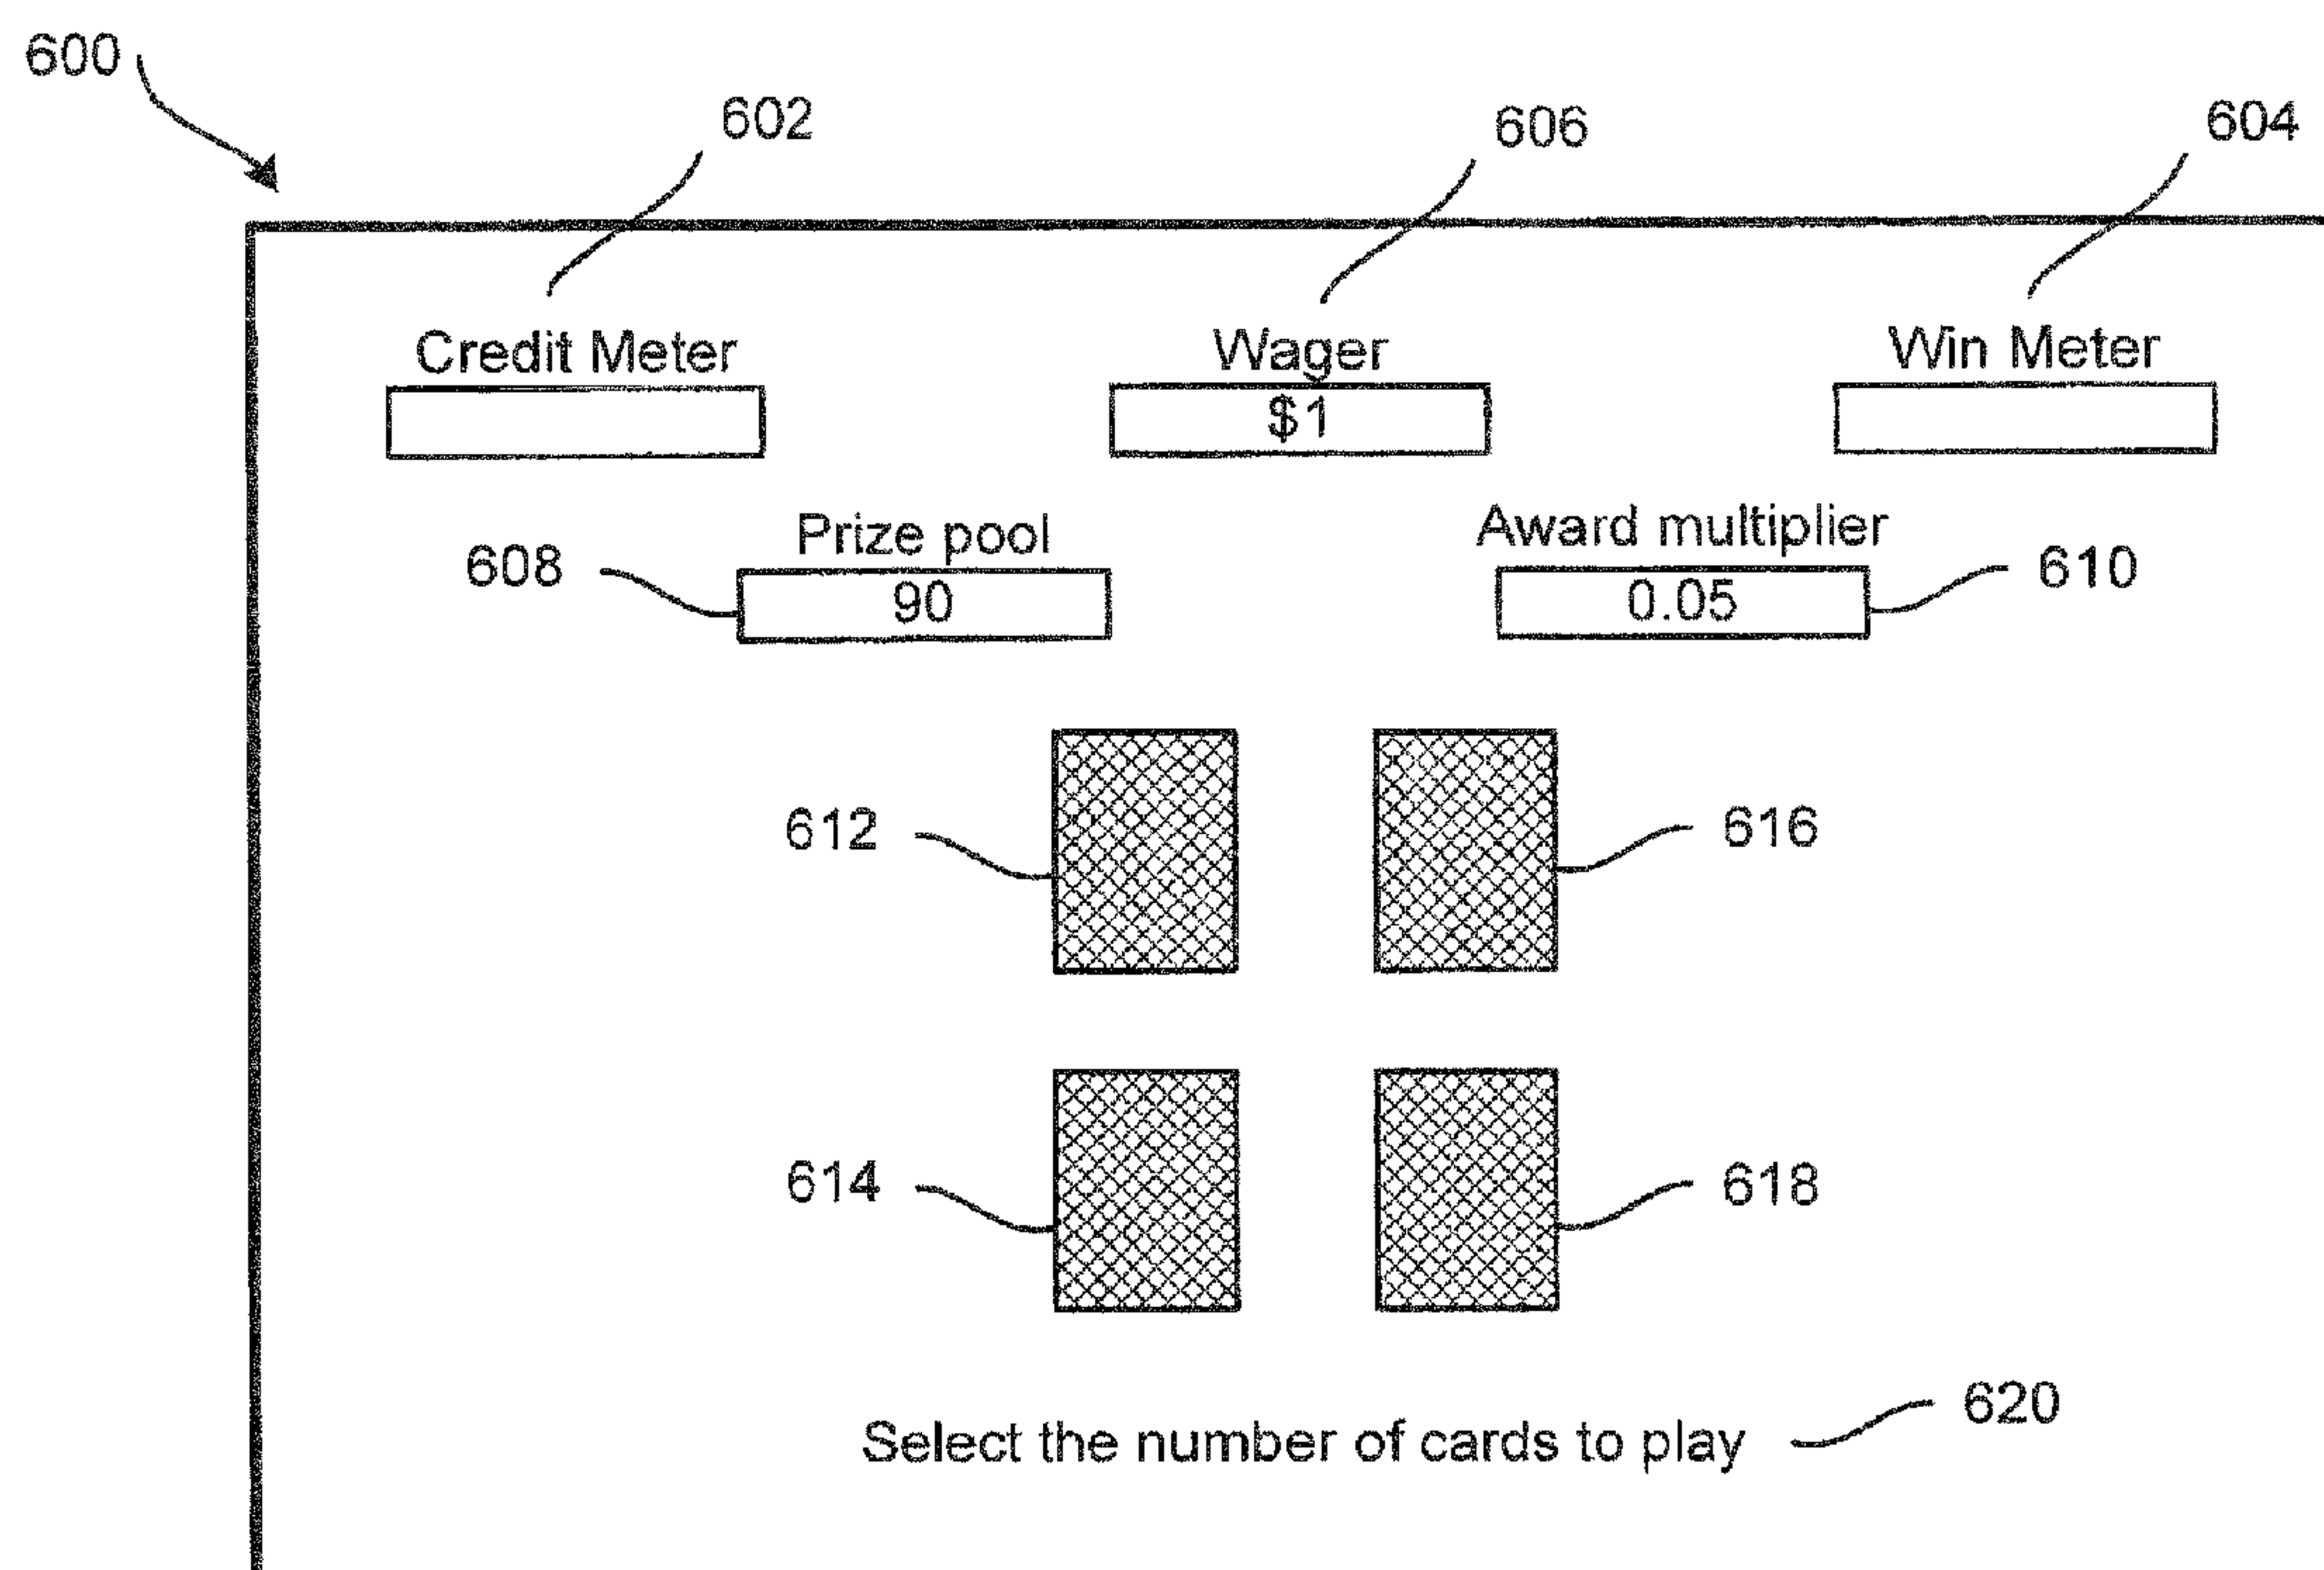 600
602
606
604
Credit Meter
Wager
Win Meter
$1
Prize pool
Award multiplier
608
90
0.05
610
612
616
614
618
620
Select the number of cards to play